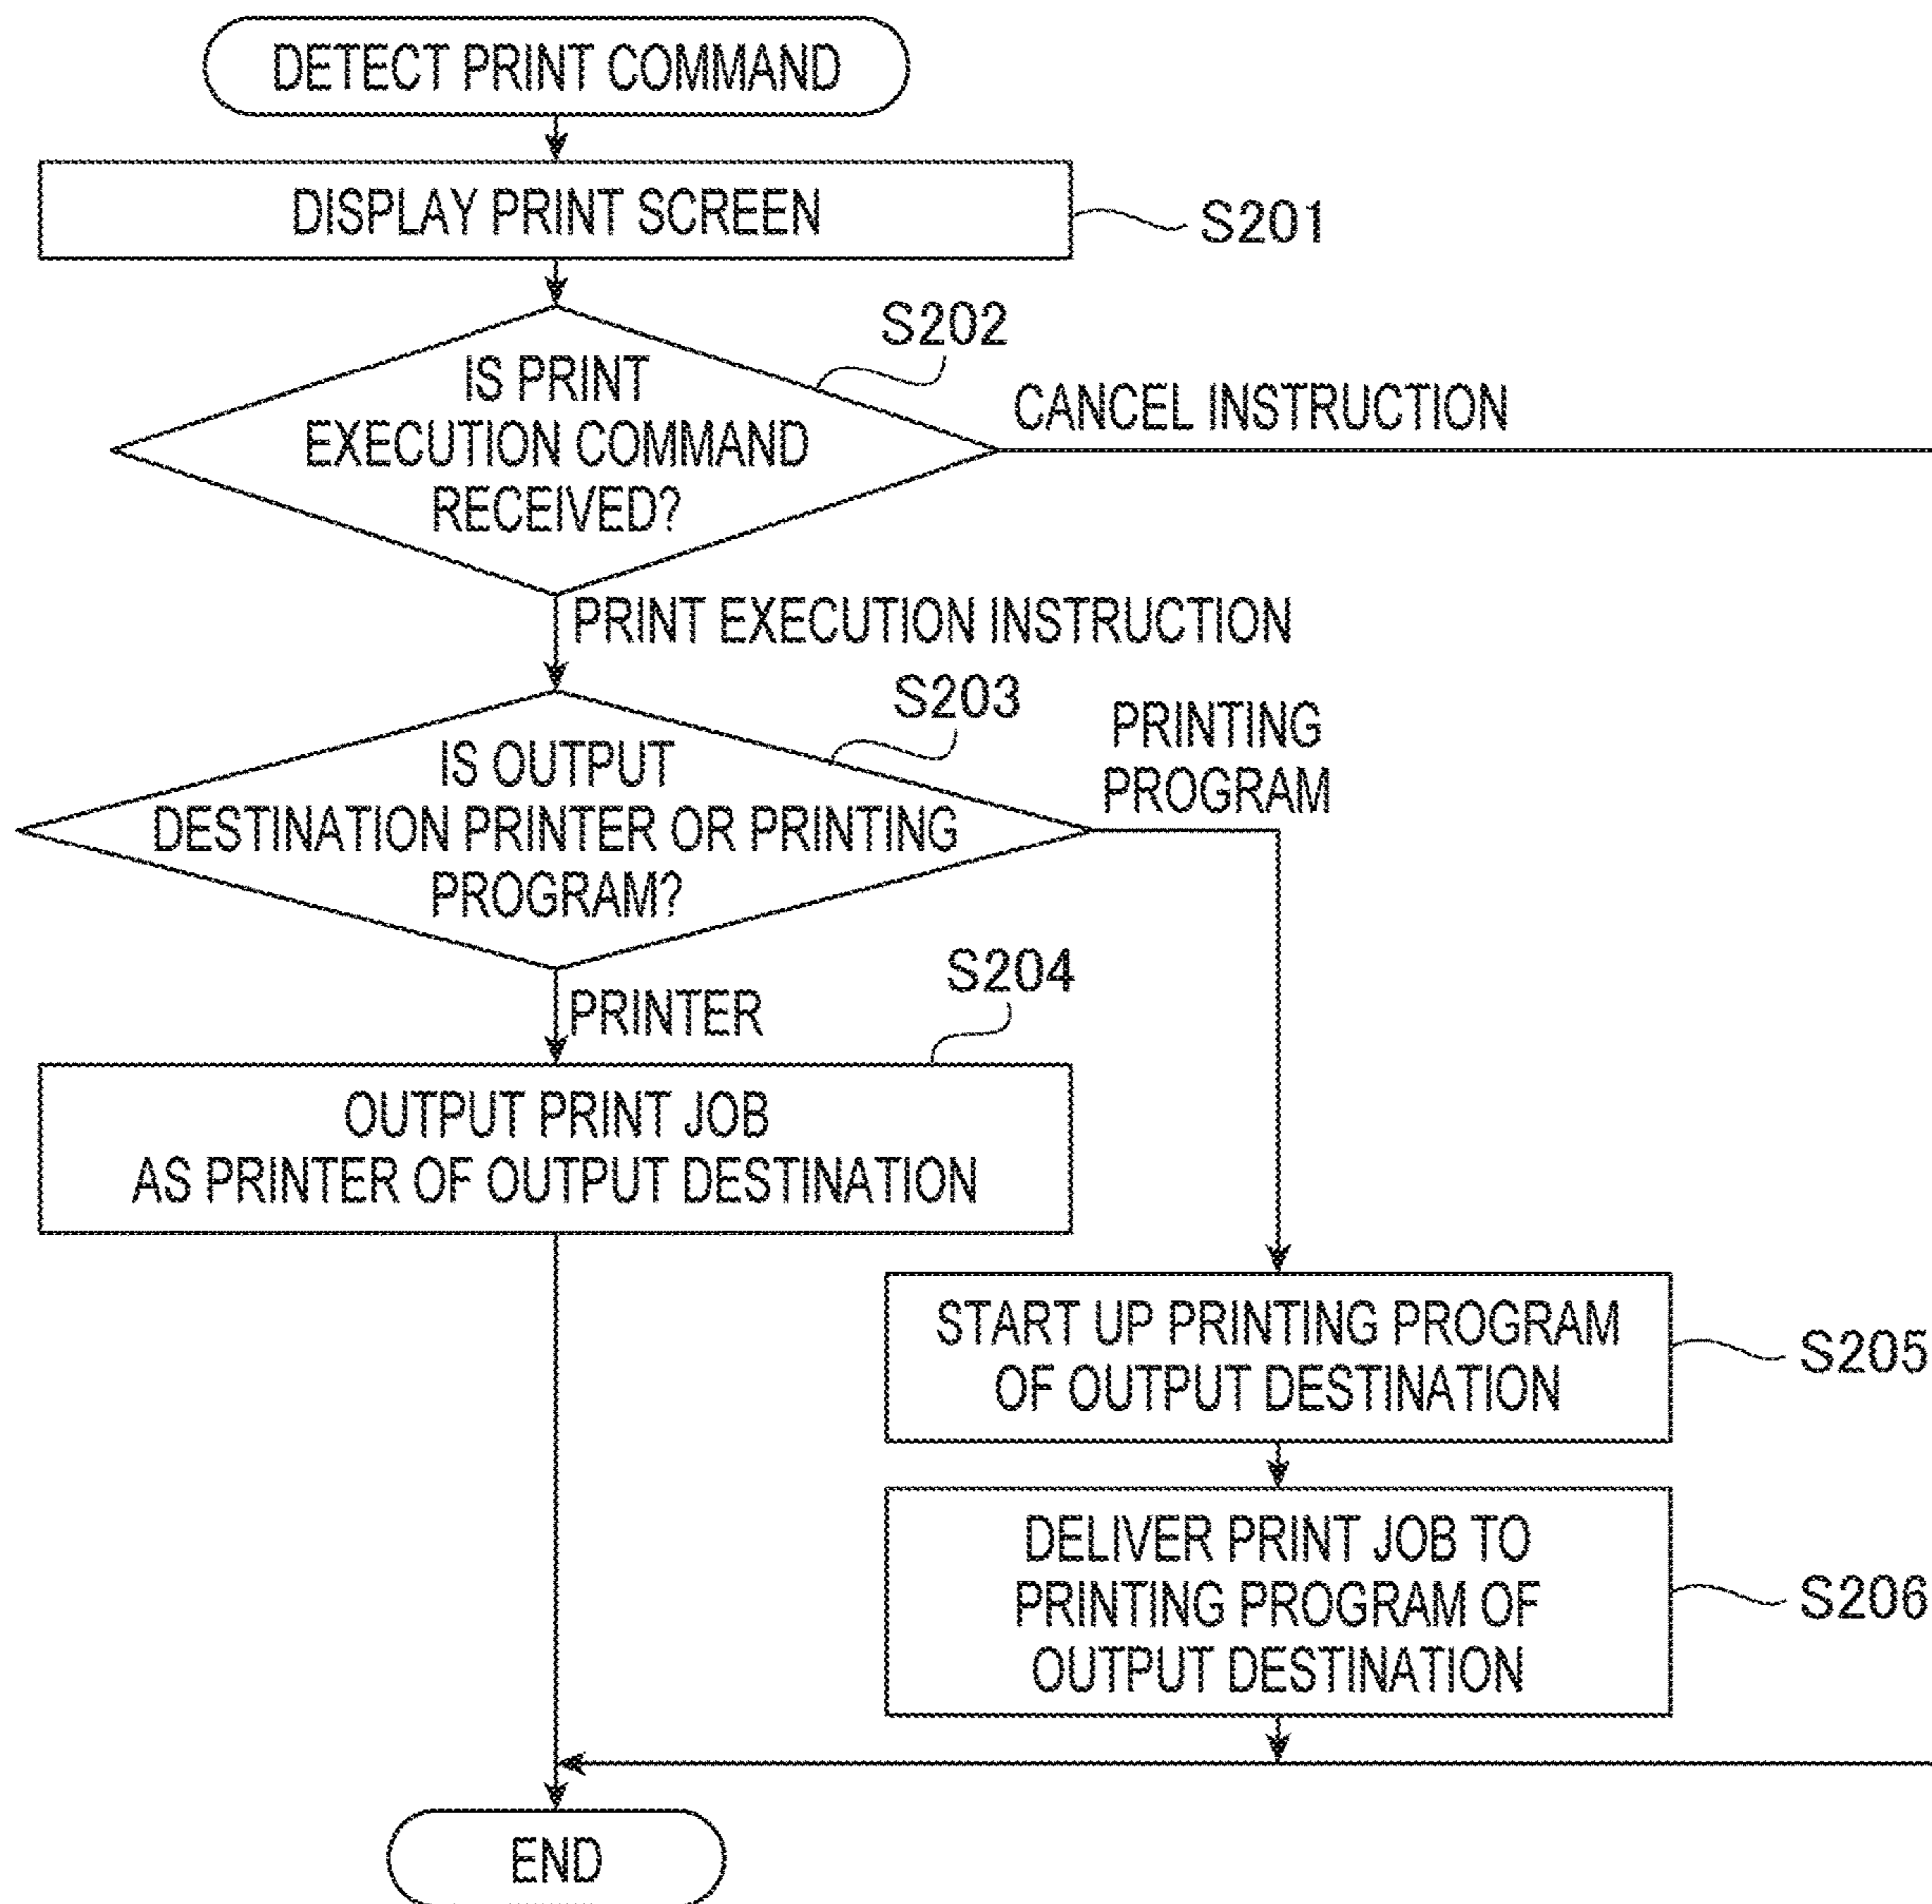 DETECT PRINT COMMAND
DISPLAY PRINT SCREEN
S201
S202
IS PRINT
EXECUTION COMMAND
RECEIVED?
CANCEL INSTRUCTION
PRINT EXECUTION INSTRUCTION
S203
IS OUTPUT
DESTINATION PRINTER OR PRINTING
PROGRAM?
PRINTING
PROGRAM
PRINTER
S204
OUTPUT PRINT JOB
AS PRINTER OF OUTPUT DESTINATION
START UP PRINTING PROGRAM
OF OUTPUT DESTINATION
S205
DELIVER PRINT JOB TO
PRINTING PROGRAM OF
OUTPUT DESTINATION
S206
END